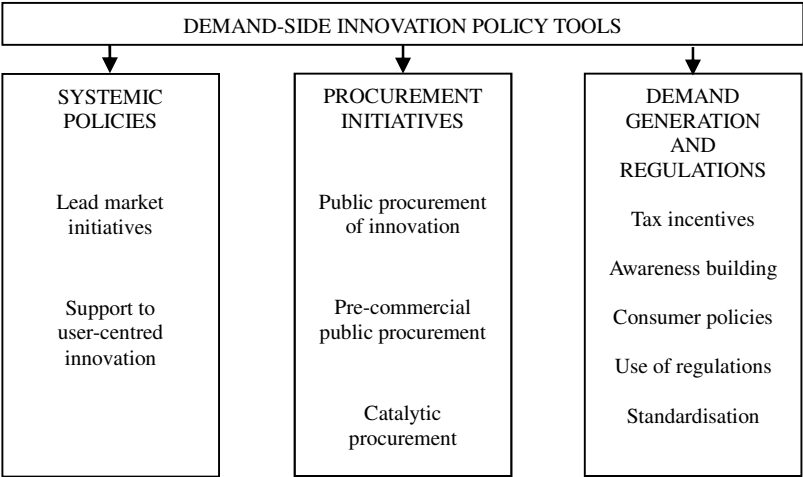 DEMAND-SIDE INNOVATION POLICY TOOLS
SYSTEMIC
POLICIES
Lead market
initiatives
Support to
user-centred
innovation
PROCUREMENT
INITIATIVES
Public procurement
of innovation
Pre-commercial
public procurement
Catalytic
procurement
DEMAND
GENERATION
AND
REGULATIONS
Tax incentives
Awareness building
Consumer policies
Use of regulations
Standardisation